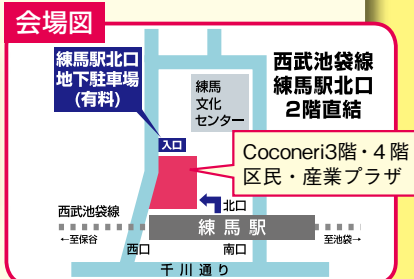 会場図
練馬駅北口
地下駐車場
(有料)
練馬
文化
センター
西武池袋線
練馬駅北口
2階直結
入口
Coconeri3階・4階
区民・産業プラザ
北口
西武池袋線
練馬駅
←至保谷
西口
南口
至池袋→
千川通り